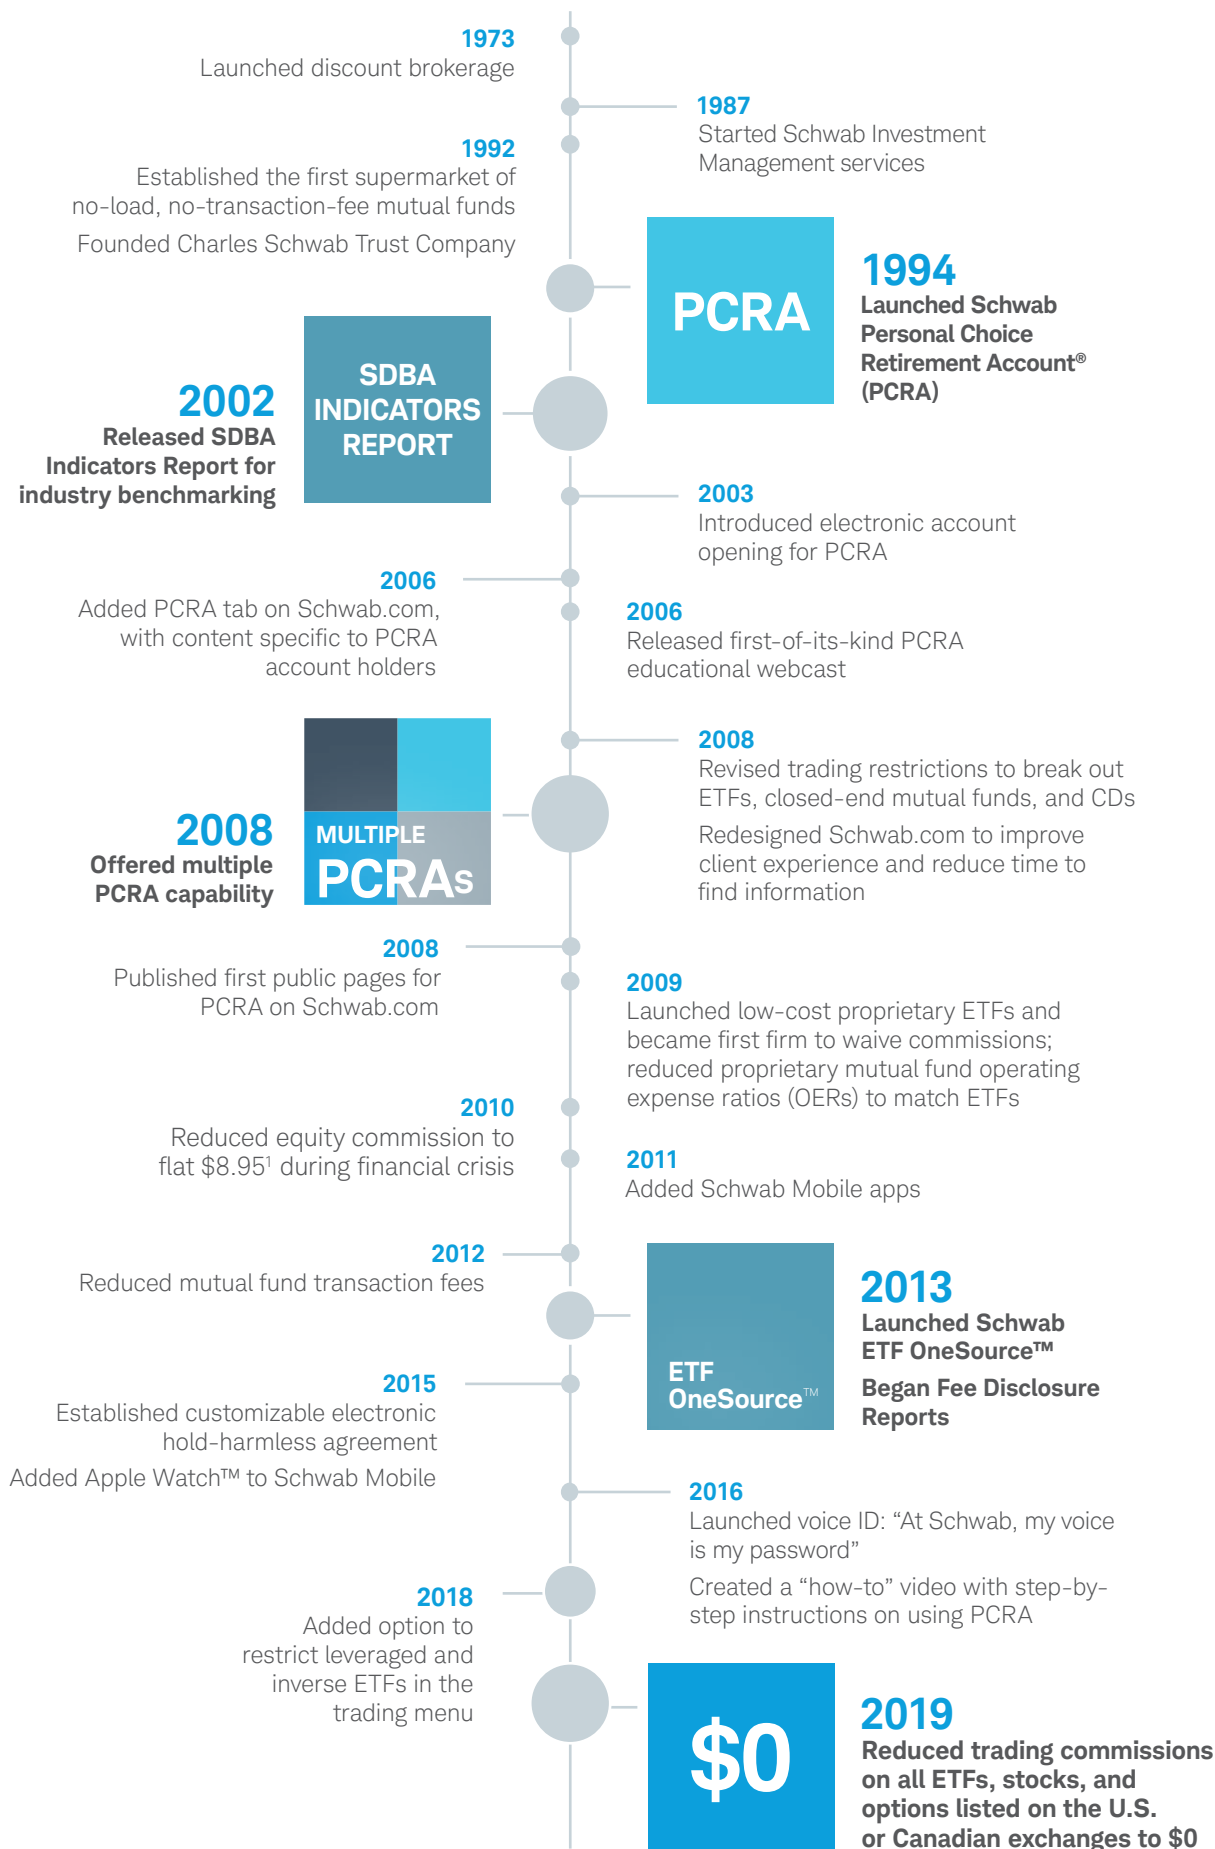 1973
Launched discount brokerage
1987
Started Schwab Investment
Management services
1992
Established the first supermarket of
no-load, no-transaction-fee mutual funds
Founded Charles Schwab Trust Company
PCRA
1994
Launched Schwab
Personal Choice
Retirement Account®
(PCRA)
SDBA
INDICATORS
REPORT
2002
Released SDBA
Indicators Report for
industry benchmarking
2003
Introduced electronic account
opening for PCRA
2006
Added PCRA tab on Schwab.com,
with content specific to PCRA
account holders
2006
Released first-of-its-kind PCRA
educational webcast
2008
Revised trading restrictions to break out
ETFs, closed-end mutual funds, and CDs
Redesigned Schwab.com to improve
client experience and reduce time to
find information
MULTIPLE
PCRAs
2008
Offered multiple
PCRA capability
2008
Published first public pages for
PCRA on Schwab.com
2009
Launched low-cost proprietary ETFs and
became first firm to waive commissions;
reduced proprietary mutual fund operating
expense ratios (OERs) to match ETFs
2010
Reduced equity commission to
flat $8.95¹ during financial crisis
2011
Added Schwab Mobile apps
2012
Reduced mutual fund transaction fees
ETF
OneSource™
2013
Launched Schwab
ETF OneSource™
Began Fee Disclosure
Reports
2015
Established customizable electronic
hold-harmless agreement
Added Apple Watch™ to Schwab Mobile
2016
Launched voice ID: “At Schwab, my voice
is my password”
Created a “how-to” video with step-by-
step instructions on using PCRA
2018
Added option to
restrict leveraged and
inverse ETFs in the
trading menu
$0
2019
Reduced trading commissions
on all ETFs, stocks, and
options listed on the U.S.
or Canadian exchanges to $0